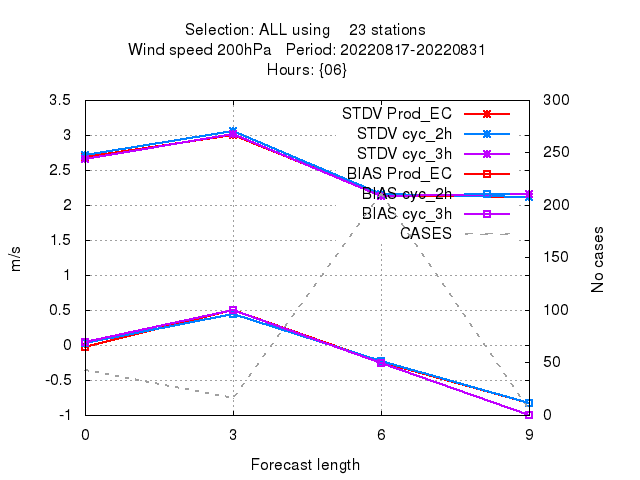 Selection: ALL using    23 stations
Wind speed 200hPa   Period: 20220817-20220831
Hours: {06}
3.5
3
2.5
2
1.5
1
0.5
0
-0.5
-1
m/s
STDV Prod_EC
STDV cyc_2h
STDV cyc_3h
BIAS Prod_EC
BIAS cyc_2h
BIAS cyc_3h
CASES
300
250
200
150
100
50
0
No cases
0
3
6
9
Forecast length